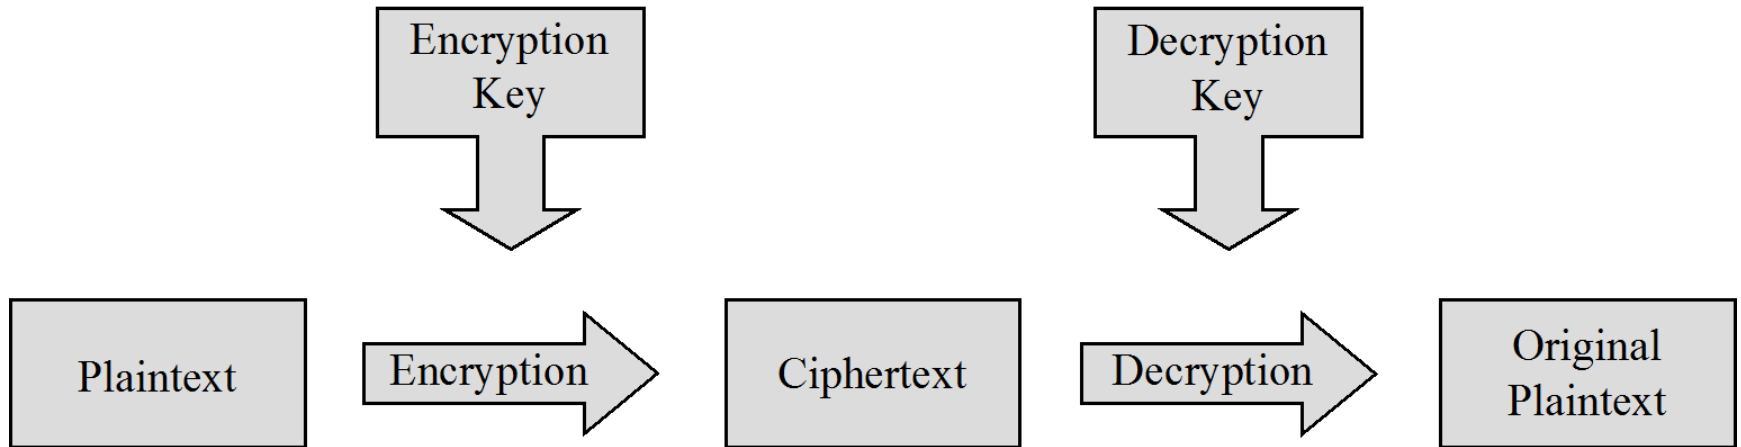 Encryption
Key
Decryption
Key
Plaintext
Encryption
Ciphertext
Decryption
Original
Plaintext